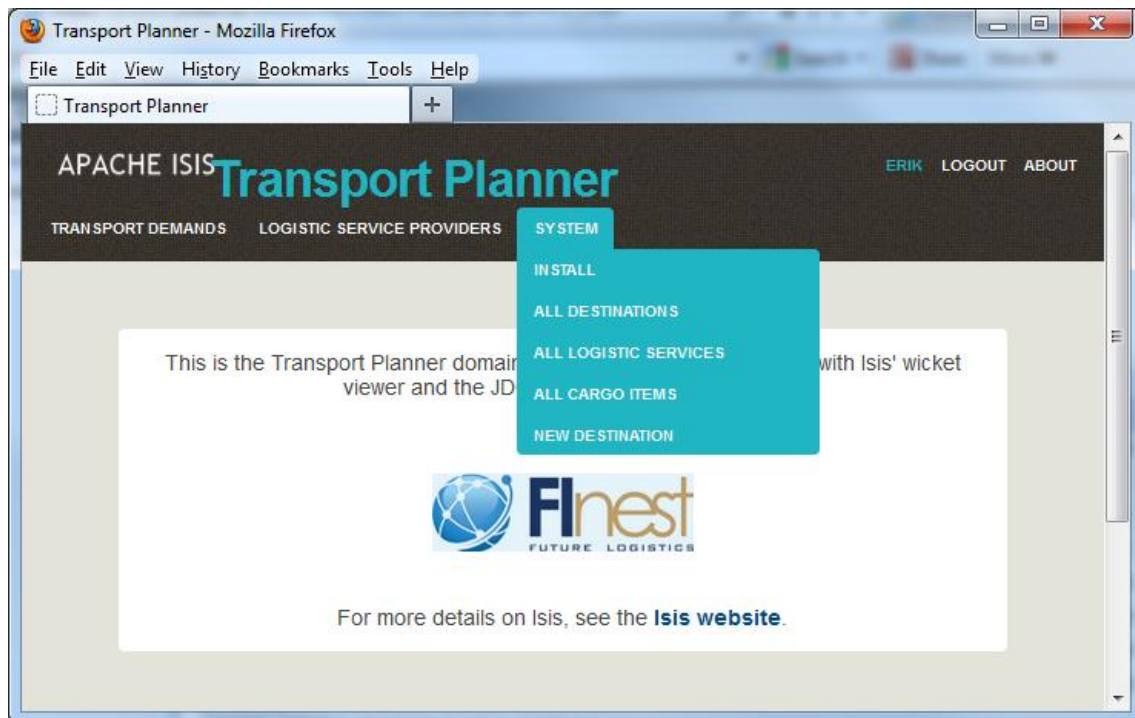 Transport Planner - Mozilla Firefox
File Edit View History Bookmarks Tools Help
Transport Planner
APACHE ISIS Transport Planner
ERIK LOGOUT ABOUT
TRANSPORT DEMANDS LOGISTIC SERVICE PROVIDERS SYSTEM
INSTALL
ALL DESTINATIONS
ALL LOGISTIC SERVICES
ALL CARGO ITEMS
NEW DESTINATION
This is the Transport Planner with Isis' wicket
viewer and the
FInest
FUTURE LOGISTICS
For more details on Isis, see the Isis website.